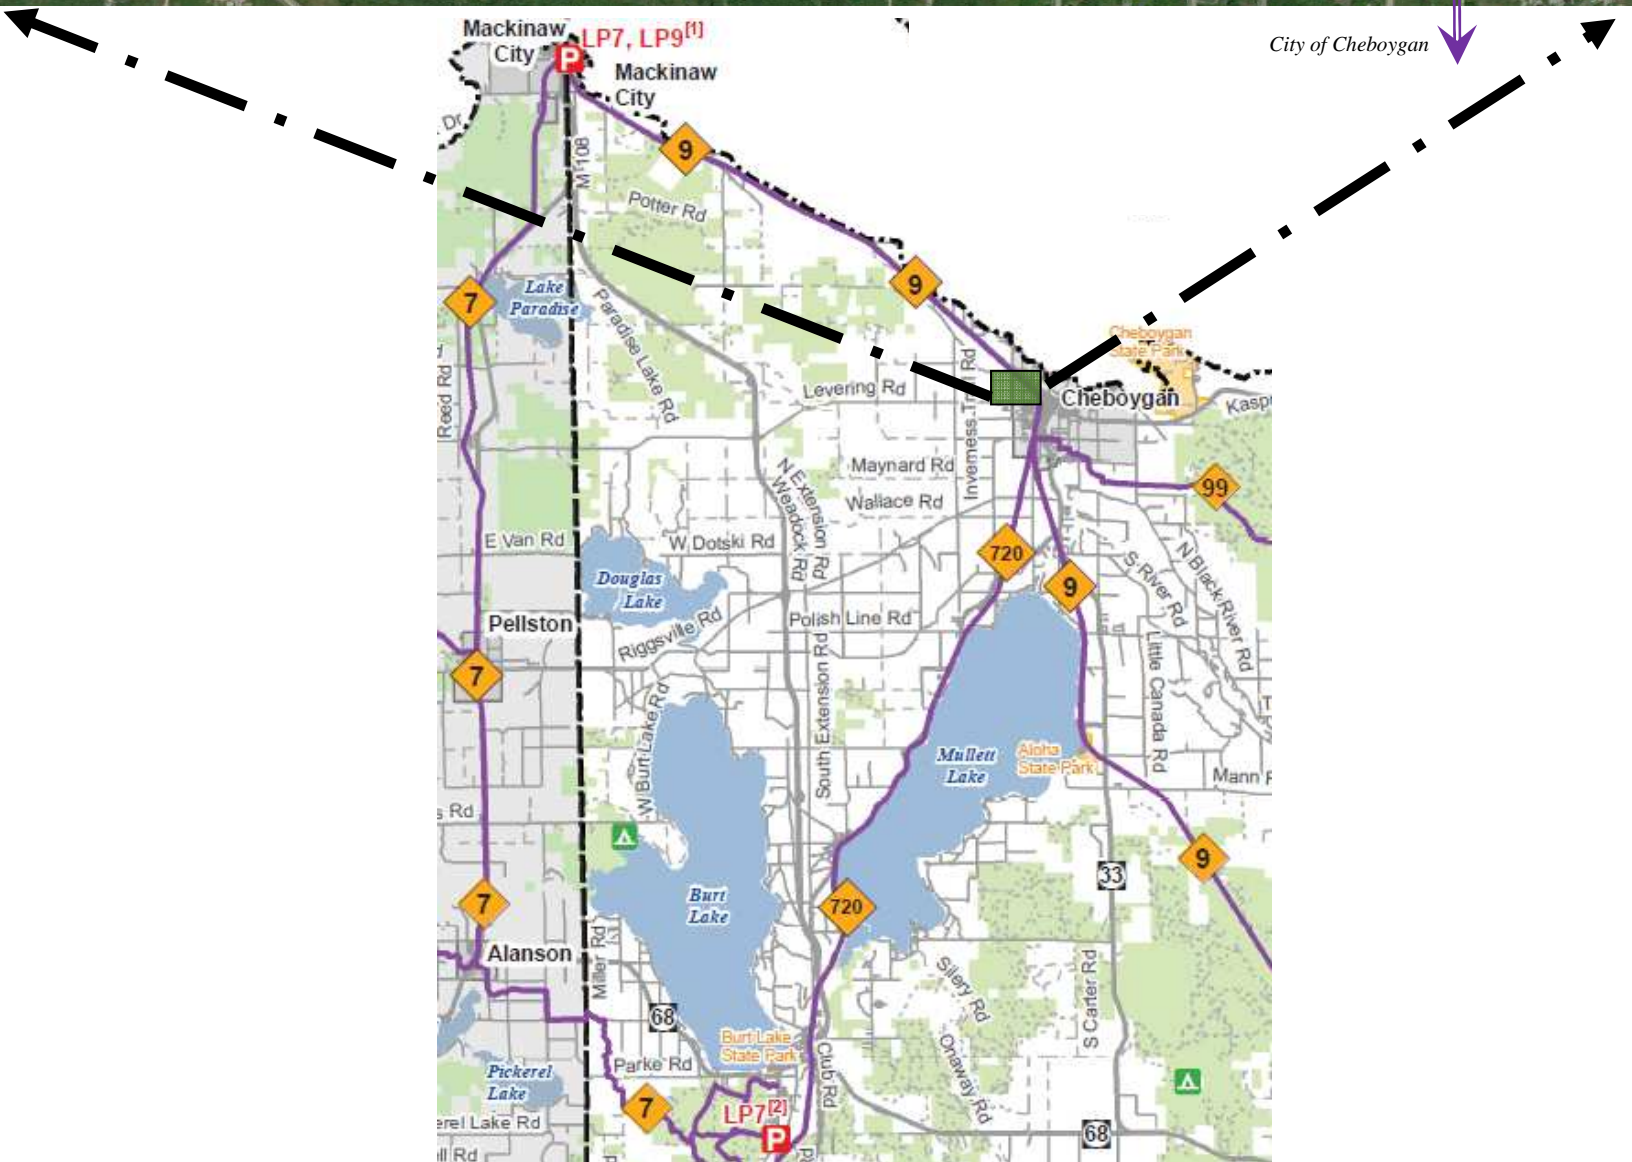 City of Cheboygan
Mackinaw
City
LP7, LP9[1]
P
Mackinaw
City
Dr
M 108
9
Potter Rd
7
Lake
Paradise
Paradise Lake Rd
9
Cheboygan
State Park
Reed Rd
Levering Rd
Inverness Trail Rd
Cheboygan
Maynard Rd
Wallace Rd
99
N Extension Rd
Weadock Rd
E Van Rd
W Dotski Rd
720
9
S River Rd
N Black River Rd
Douglas
Lake
Pellston
Riggsville Rd
Polish Line Rd
7
W Burt Lake Rd
South Extension Rd
Little Canada Rd
Mullett
Lake
Aloha
State Park
Mann
s Rd
9
33
Burt
Lake
7
720
Alanson
Miller Rd
Silery Rd
S Carter Rd
68
Burt Lake
State Park
Parke Rd
Club Rd
Onaway Rd
Pickerel
Lake
7
LP7[2]
P
erel Lake Rd
68
ll Rd